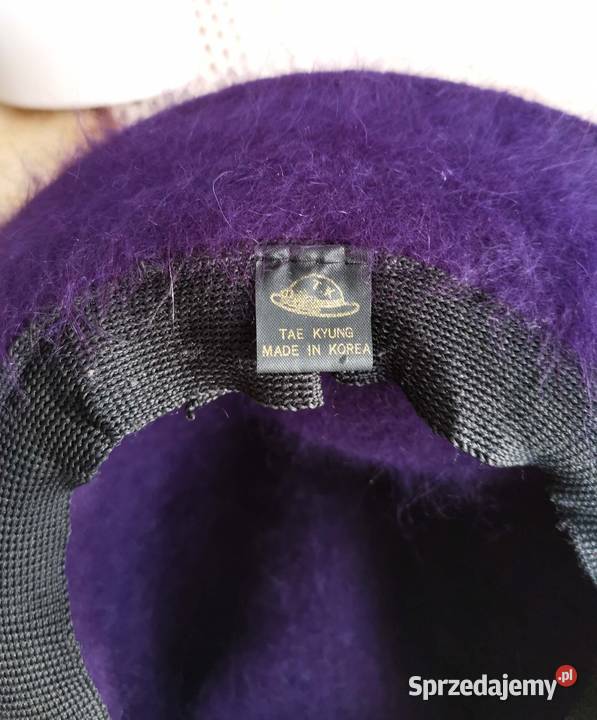 T.K
TAE KYUNG
MADE IN KOREA
Sprzedajemy.pl